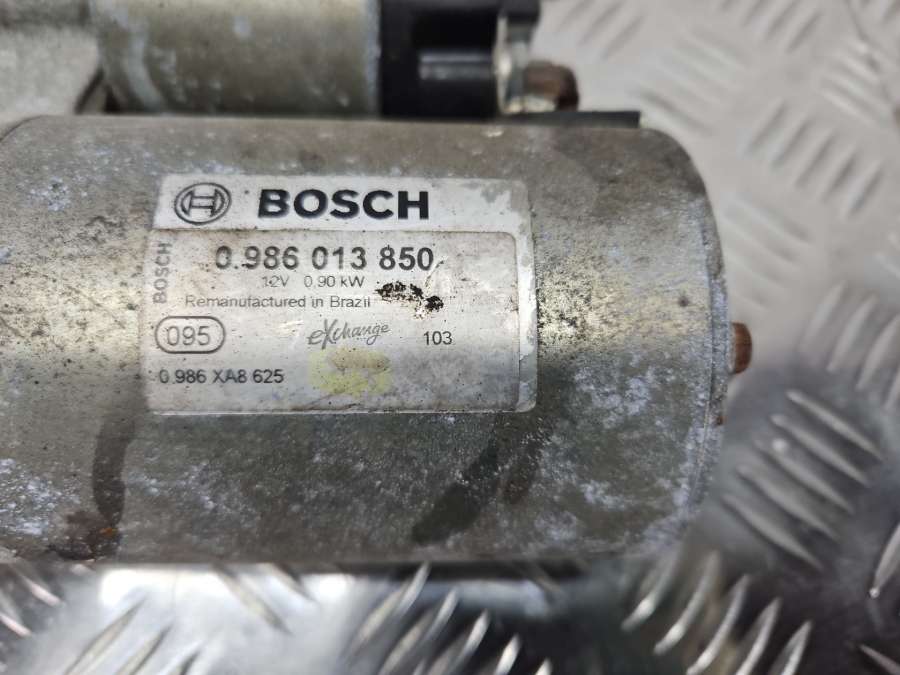 BOSCH
0.986 013 850
12V 0.90 kW
Remanufactured in Brazil
BOSCH
095
eXchange
103
0.986 XA8 625